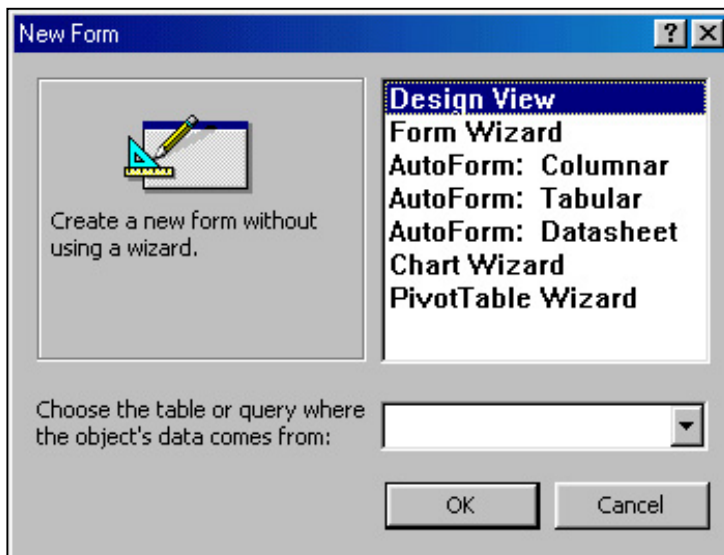 New Form
Design View
Form Wizard
AutoForm: Columnar
AutoForm: Tabular
AutoForm: Datasheet
Chart Wizard
PivotTable Wizard
Create a new form without
using a wizard.
Choose the table or query where
the object's data comes from:
OK
Cancel